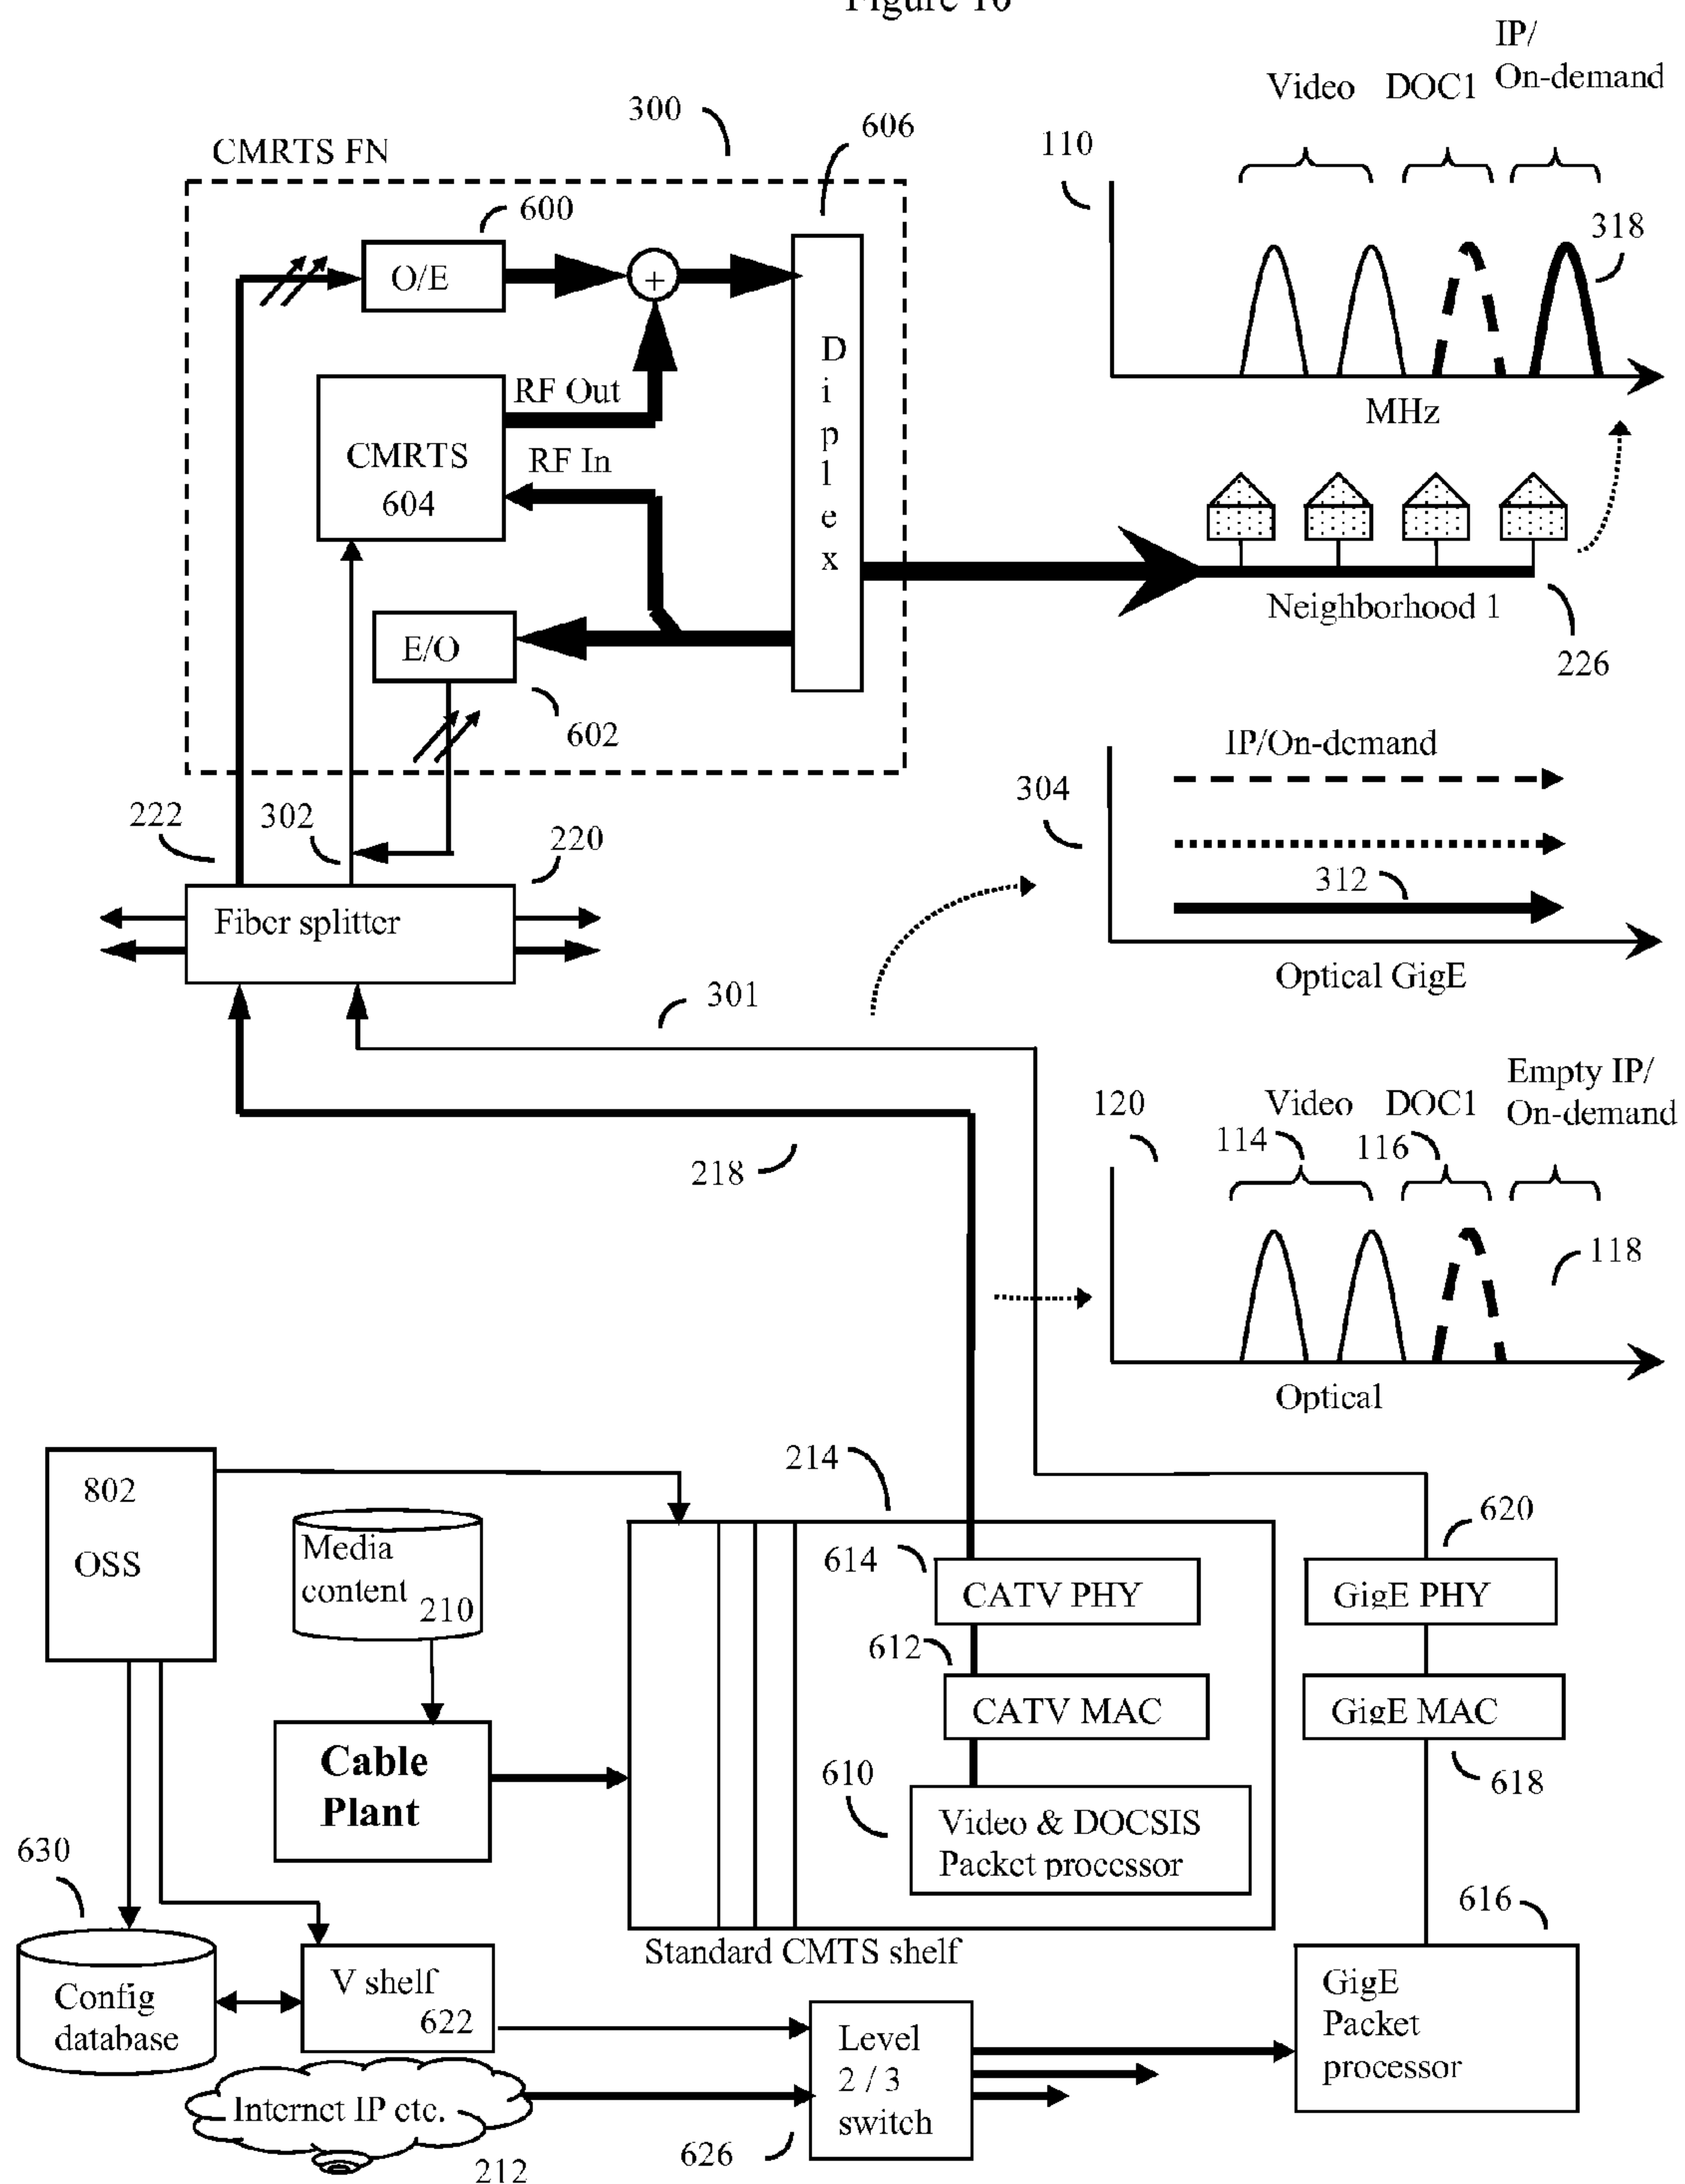 Figure 10
IP/
On-demand
Video
DOC1
300
606
110
CMRTS FN
600
318
O/E
+
Diplex
RF Out
MHz
CMRTS
604
RF In
E/O
Neighborhood 1
602
226
IP/On-demand
304
222
302
220
312
Fiber splitter
Optical GigE
301
Empty IP/
On-demand
120
Video
DOC1
114
116
218
118
Optical
214
802
OSS
620
Media
content
210
614
CATV PHY
GigE PHY
612
CATV MAC
GigE MAC
Cable
Plant
610
618
Video & DOCSIS
Packet processor
630
616
Standard CMTS shelf
Config
database
V shelf
622
GigE
Packet
processor
Level
2 / 3
switch
Internet IP etc.
626
212